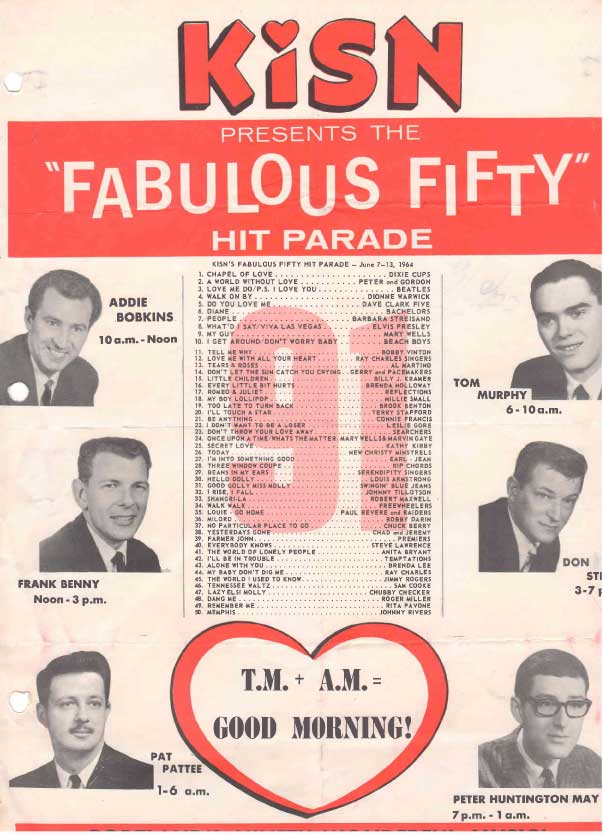 KiSN
PRESENTS THE
"FABULOUS FIFTY"
HIT PARADE
KISN'S FABULOUS FIFTY HIT PARADE — June 7-13, 1964
1. CHAPEL OF LOVE . . . DIXIE CUPS
2. A WORLD WITHOUT LOVE . . . PETER and GORDON
3. LOVE ME DO/P.S. I LOVE YOU . . . BEATLES
4. WALK ON BY . . . DIONNE WARWICK
5. DO YOU LOVE ME . . . DAVE CLARK FIVE
6. DIANE . . . BACHELORS
7. PEOPLE . . . BARBARA STREISAND
8. WHAT'D I SAY/VIVA LAS VEGAS . . . ELVIS PRESLEY
9. MY GUY . . . MARY WELLS
10. I GET AROUND/DON'T WORRY BABY . . . BEACH BOYS
11. TELL ME WHY . . . BOBBY VINTON
12. LOVE ME WITH ALL YOUR HEART . . . RAY CHARLES SINGERS
13. TEARS & ROSES . . . AL MARTINO
14. DON'T LET THE SUN CATCH YOU CRYING . . GERRY and PACEMAKERS
15. LITTLE CHILDREN . . . BILLY J. KRAMER
16. EVERY LITTLE BIT HURTS . . . BRENDA HOLLOWAY
17. ROMEO & JULIET . . . REFLECTIONS
18. MY BOY LOLLIPOP . . . MILLIE SMALL
19. TOO LATE TO TURN BACK . . . BROOK BENTON
20. I'LL TOUCH A STAR . . . TERRY STAFFORD
21. BE ANYTHING . . . CONNIE FRANCIS
22. I DON'T WANT TO BE A LOSER . . . LESLIE GORE
23. DON'T THROW YOUR LOVE AWAY . . . SEARCHERS
24. ONCE UPON A TIME/WHATS THE MATTER . MARY WELLS & MARVIN GAYE
25. SECRET LOVE . . . KATHY KIRBY
26. TODAY . . . NEW CHRISTY MINSTRELS
27. I'M INTO SOMETHING GOOD . . . EARL-JEAN
28. THREE WINDOW COUPE . . . RIP CHORDS
29. BEANS IN MY EARS . . . SERENDIPITY SINGERS
30. HELLO DOLLY . . . LOUIS ARMSTRONG
31. GOOD GOLLY MISS MOLLY . . . SWINGIN' BLUE JEANS
32. I RISE, I FALL . . . JOHNNY TILLOTSON
33. SHANGRI-LA . . . ROBERT MAXWELL
34. WALK WALK . . . FREEWHEELERS
35. LOUIE - GO HOME . . . PAUL REVERE and RAIDERS
36. MILORD . . . BOBBY DARIN
37. NO PARTICULAR PLACE TO GO . . . CHUCK BERRY
38. YESTERDAYS GONE . . . CHAD and JEREMY
39. FARMER JOHN . . . PREMIERS
40. EVERYBODY KNOWS . . . STEVE LAWRENCE
41. THE WORLD OF LONELY PEOPLE . . . ANITA BRYANT
42. I'LL BE IN TROUBLE . . . TEMPTATIONS
43. ALONE WITH YOU . . . BRENDA LEE
44. MY BABY DON'T DIG ME . . . RAY CHARLES
45. THE WORLD I USED TO KNOW . . . JIMMY ROGERS
46. TENNESSEE WALTZ . . . SAM COOKE
47. LAZY ELSI MOLLY . . . CHUBBY CHECKER
48. DANG ME . . . ROGER MILLER
49. REMEMBER ME . . . RITA PAVONE
50. MEMPHIS . . . JOHNNY RIVERS
91
ADDIE
BOBKINS
10 a.m. - Noon
TOM
MURPHY
6 - 10 a.m.
FRANK BENNY
Noon - 3 p.m.
DON
3-7
PAT
PATTEE
1-6 a.m.
T.M. + A.M. =
GOOD MORNING!
PETER HUNTINGTON MAY
7 p.m. - 1 a.m.